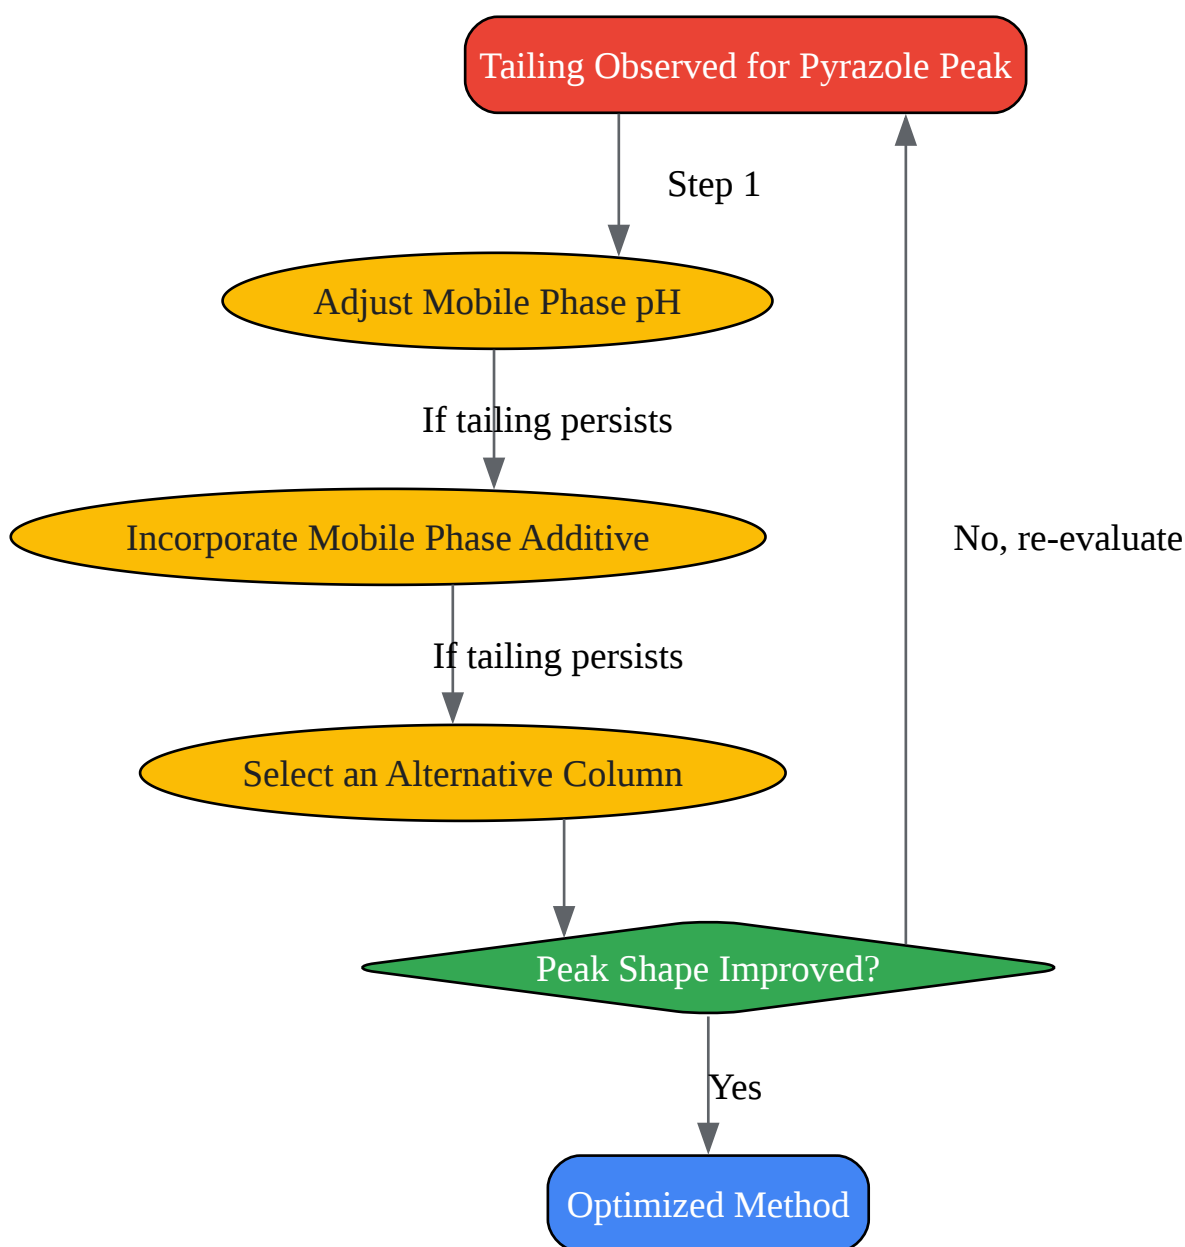 Tailing Observed for Pyrazole Peak
Step 1
Adjust Mobile Phase pH
If tailing persists
Incorporate Mobile Phase Additive
No, re-evaluate
If tailing persists
Select an Alternative Column
Peak Shape Improved?
Yes
Optimized Method